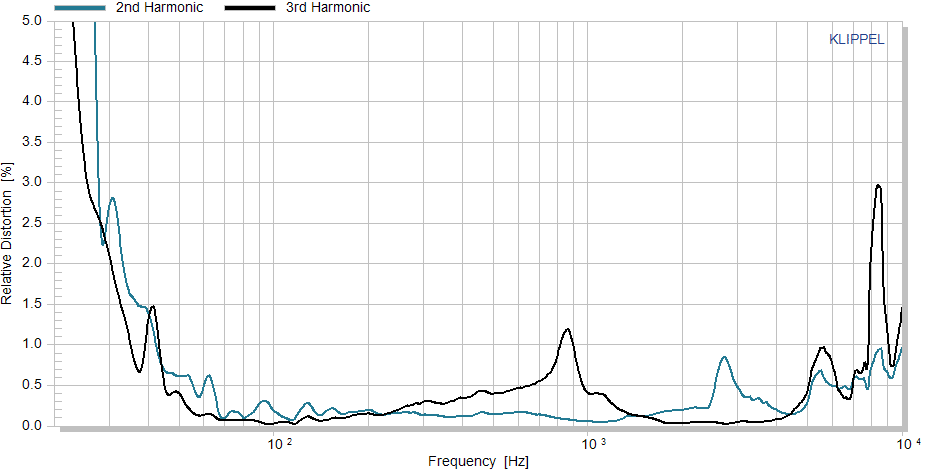 2nd Harmonic 3rd Harmonic
KLIPPEL
5.0
4.5
4.0
3.5
3.0
2.5
2.0
1.5
1.0
0.5
0.0
Relative Distortion [%]
10 2 10 3 10 4
Frequency [Hz]